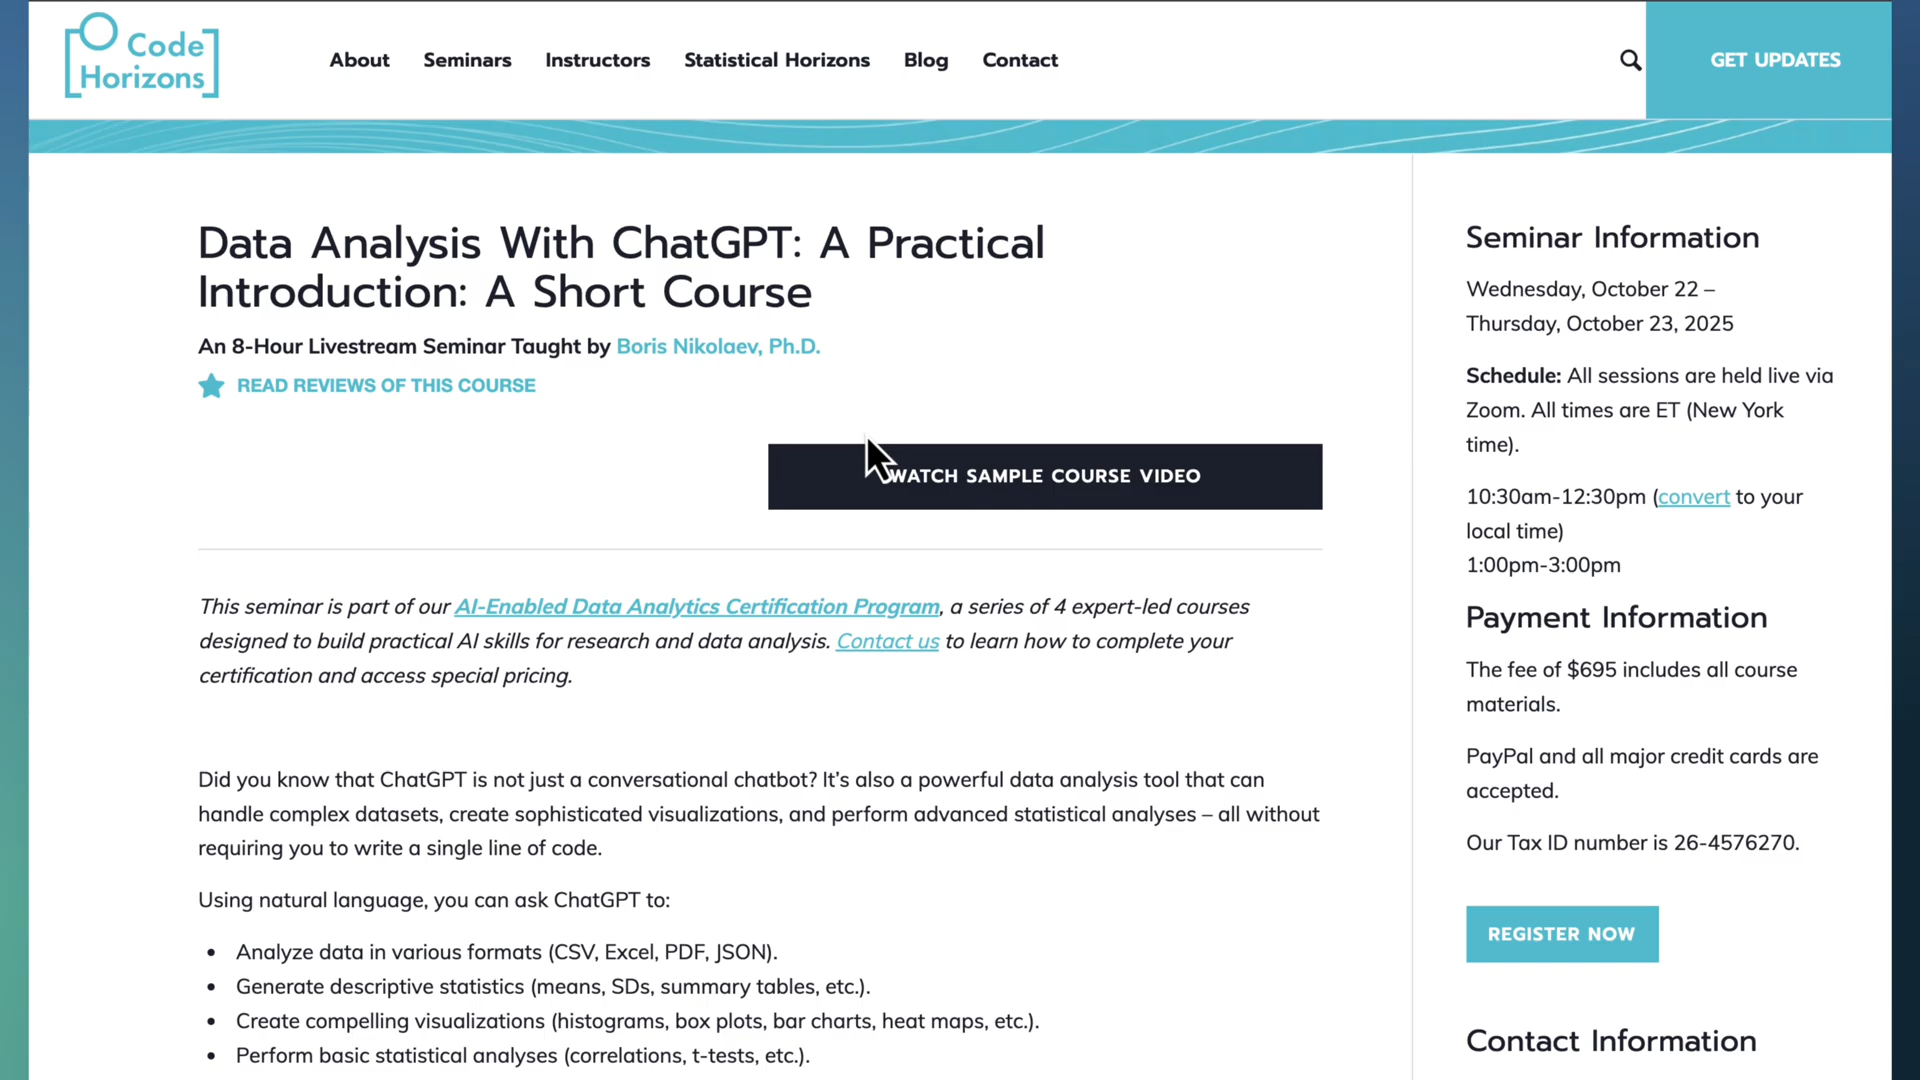 Code
Horizons
About Seminars Instructors Statistical Horizons Blog Contact
GET UPDATES
Data Analysis With ChatGPT: A Practical
Introduction: A Short Course
An 8-Hour Livestream Seminar Taught by Boris Nikolaev, Ph.D.
READ REVIEWS OF THIS COURSE
WATCH SAMPLE COURSE VIDEO
This seminar is part of our AI-Enabled Data Analytics Certification Program, a series of 4 expert-led courses
designed to build practical AI skills for research and data analysis. Contact us to learn how to complete your
certification and access special pricing.
Did you know that ChatGPT is not just a conversational chatbot? It’s also a powerful data analysis tool that can
handle complex datasets, create sophisticated visualizations, and perform advanced statistical analyses – all without
requiring you to write a single line of code.
Using natural language, you can ask ChatGPT to:
• Analyze data in various formats (CSV, Excel, PDF, JSON).
• Generate descriptive statistics (means, SDs, summary tables, etc.).
• Create compelling visualizations (histograms, box plots, bar charts, heat maps, etc.).
• Perform basic statistical analyses (correlations, t-tests, etc.).
Seminar Information
Wednesday, October 22 –
Thursday, October 23, 2025
Schedule: All sessions are held live via
Zoom. All times are ET (New York
time).
10:30am-12:30pm (convert to your
local time)
1:00pm-3:00pm
Payment Information
The fee of $695 includes all course
materials.
PayPal and all major credit cards are
accepted.
Our Tax ID number is 26-4576270.
REGISTER NOW
Contact Information